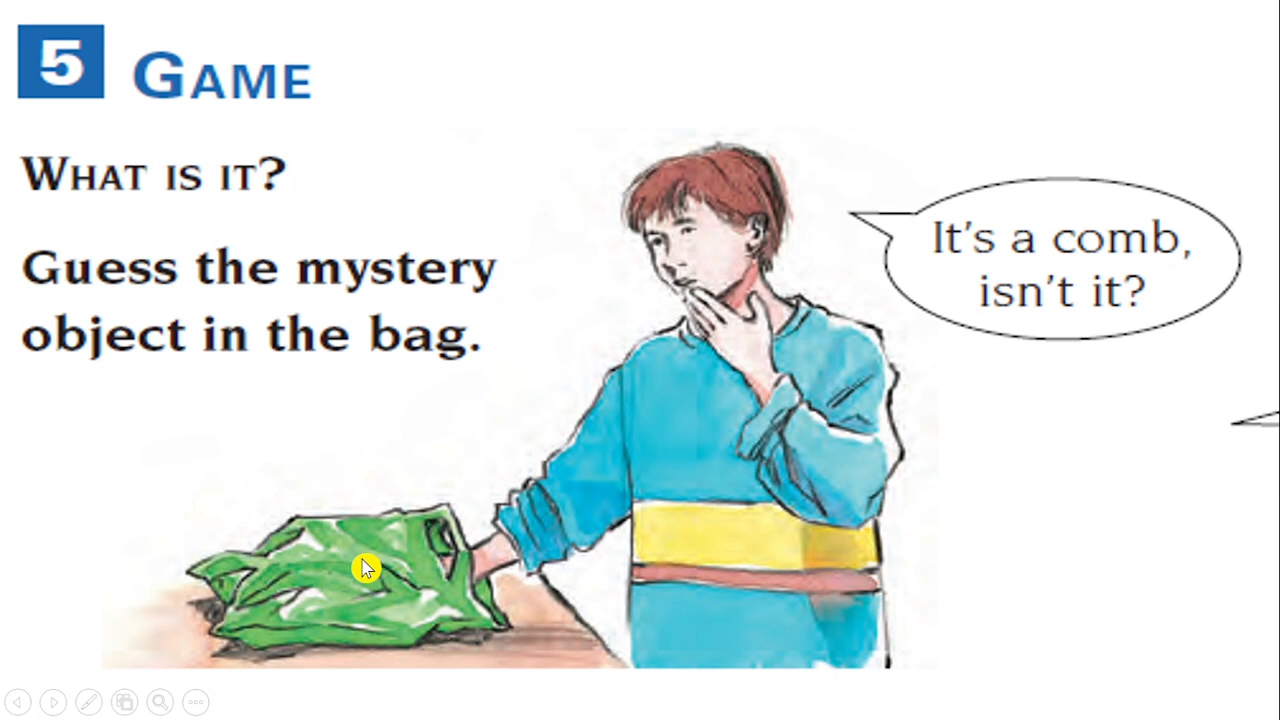 5 GAME
WHAT IS IT?
Guess the mystery
object in the bag.
It's a comb,
isn't it?